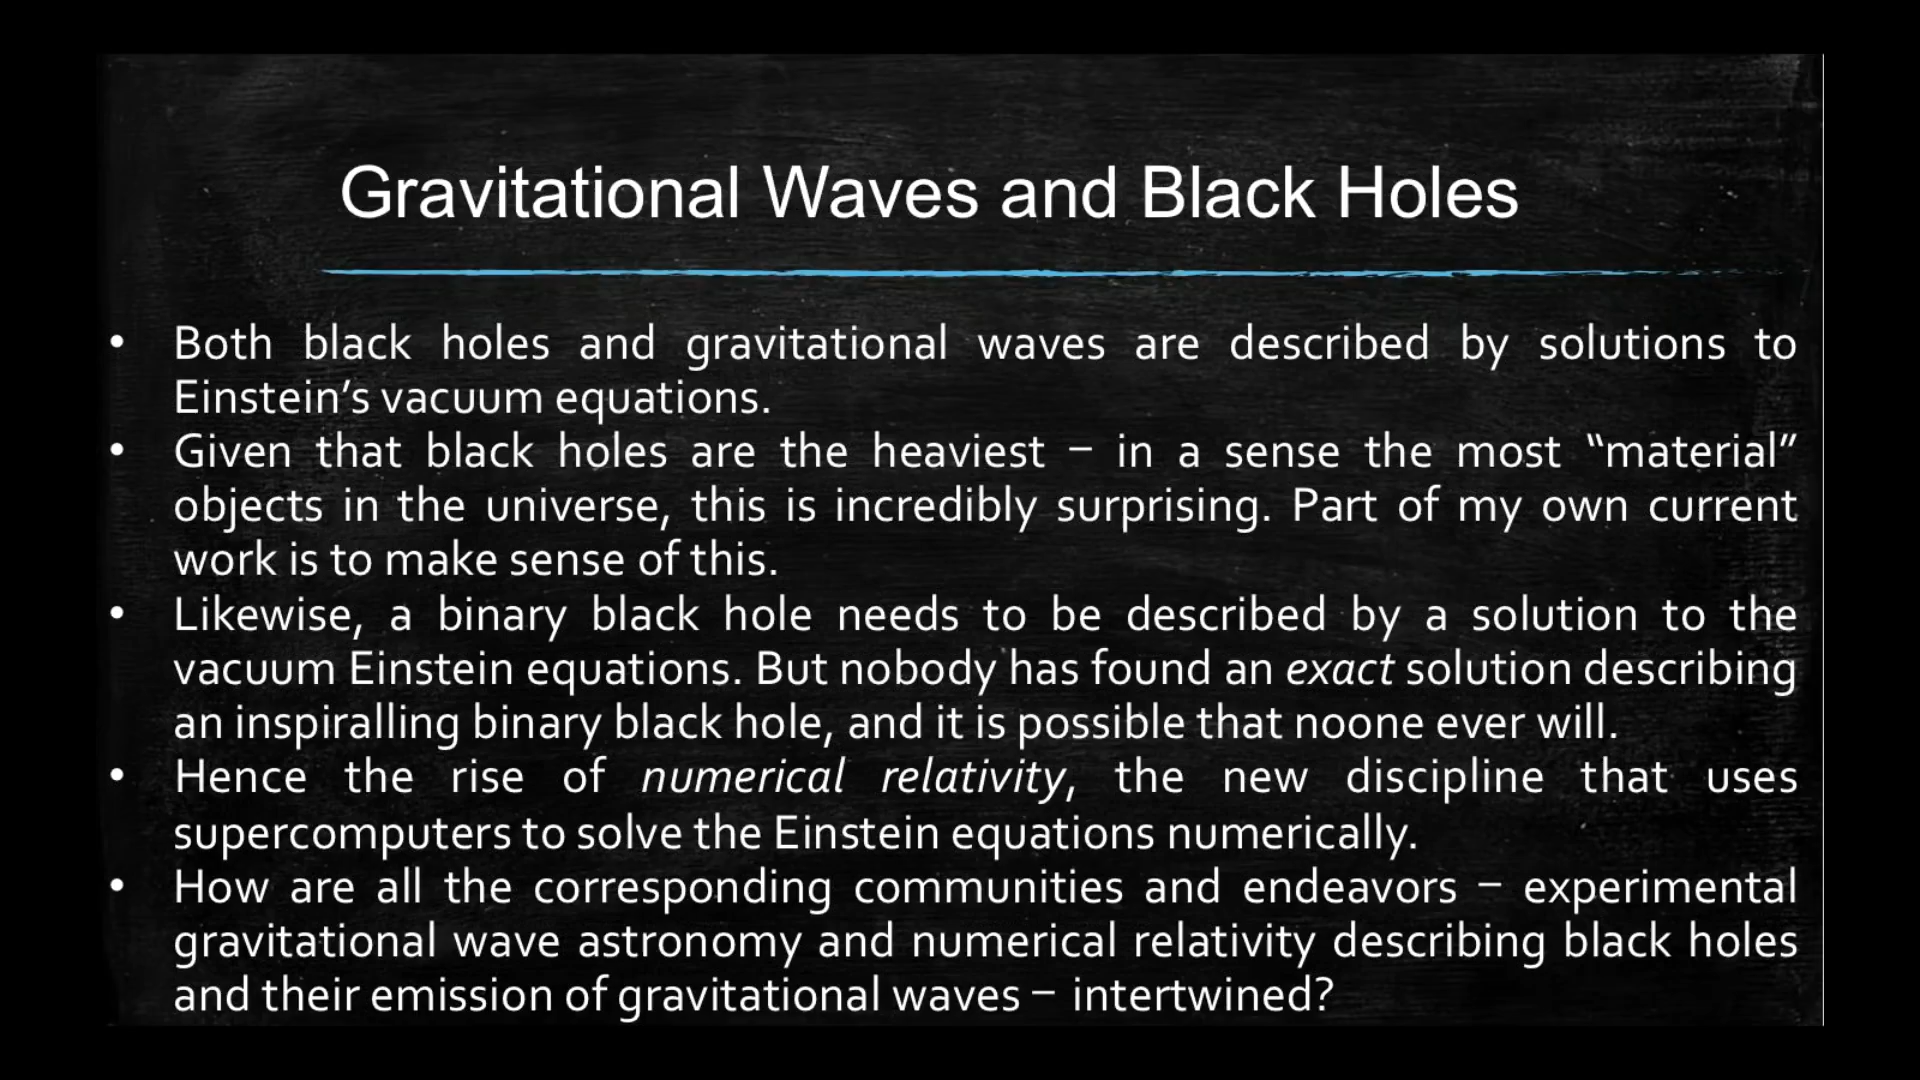 Gravitational Waves and Black Holes
• Both black holes and gravitational waves are described by solutions to
Einstein’s vacuum equations.
• Given that black holes are the heaviest – in a sense the most “material”
objects in the universe, this is incredibly surprising. Part of my own current
work is to make sense of this.
• Likewise, a binary black hole needs to be described by a solution to the
vacuum Einstein equations. But nobody has found an exact solution describing
an inspiralling binary black hole, and it is possible that noone ever will.
• Hence the rise of numerical relativity, the new discipline that uses
supercomputers to solve the Einstein equations numerically.
• How are all the corresponding communities and endeavors – experimental
gravitational wave astronomy and numerical relativity describing black holes
and their emission of gravitational waves – intertwined?